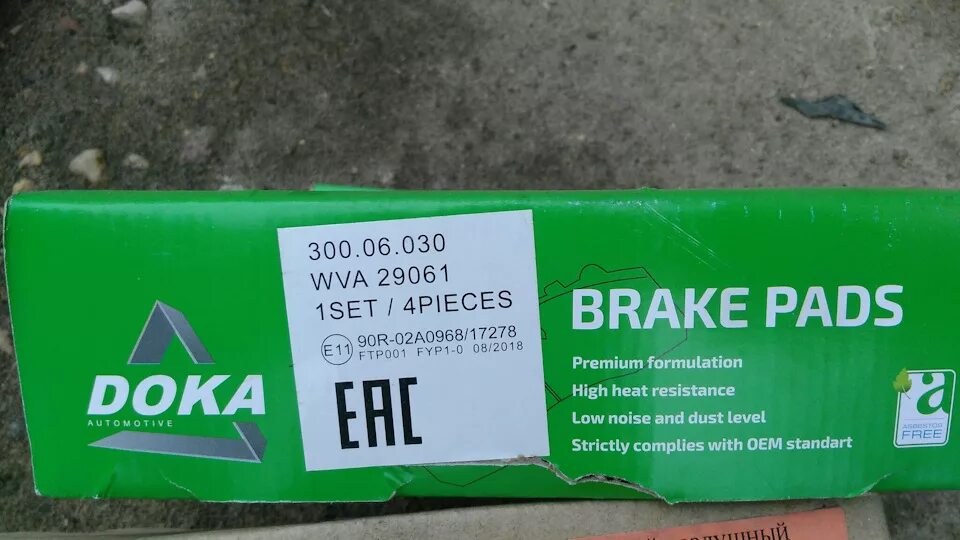 300.06.030
WVA 29061
1SET / 4PIECES
E11 90R-02A0968/17278
FTP001 FYP1-0 08/2018
EAC
DOKA
AUTOMOTIVE
BRAKE PADS
Premium formulation
High heat resistance
Low noise and dust level
Strictly complies with OEM standart
a
ASBESTOS
FREE